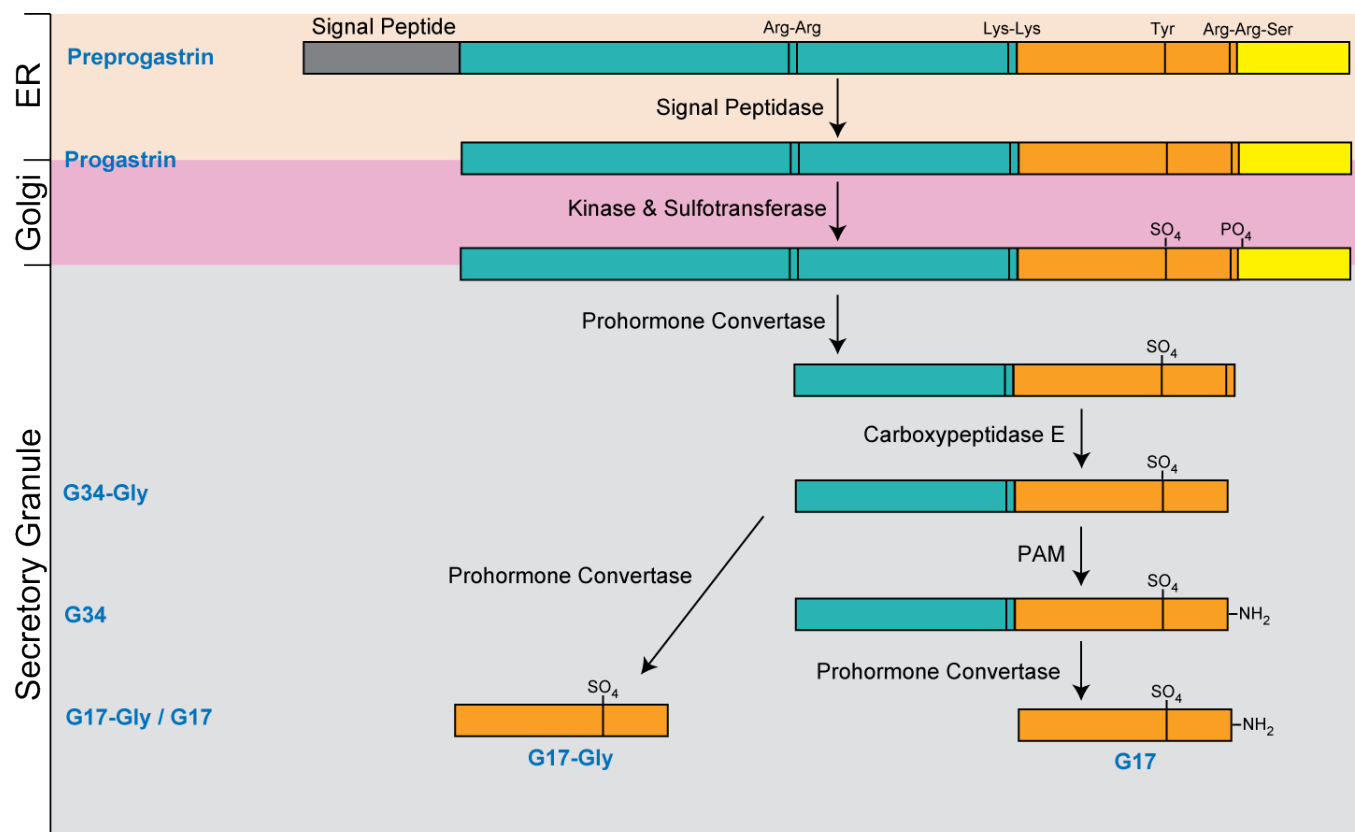 ER
Golgi
Secretory Granule
Signal Peptide
Arg-Arg
Lys-Lys
Tyr
Arg-Arg-Ser
Preprogastrin
Signal Peptidase
Progastrin
Kinase & Sulfotransferase
SO4
PO4
Prohormone Convertase
SO4
Carboxypeptidase E
SO4
G34-Gly
PAM
Prohormone Convertase
SO4
G34
-NH2
Prohormone Convertase
SO4
SO4
G17-Gly / G17
-NH2
G17-Gly
G17